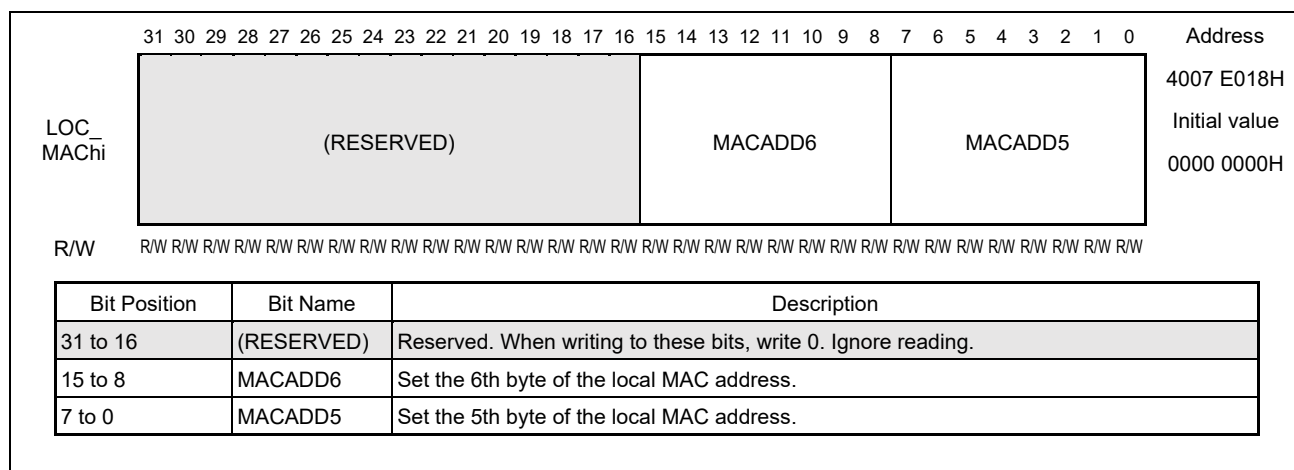 31 30 29 28 27 26 25 24 23 22 21 20 19 18 17 16 15 14 13 12 11 10 9 8 7 6 5 4 3 2 1 0 Address
4007 E018H
Initial value
0000 0000H
LOC_
MAChi
(RESERVED) MACADD6 MACADD5
R/W R/W R/W R/W R/W R/W R/W R/W R/W R/W R/W R/W R/W R/W R/W R/W R/W R/W R/W R/W R/W R/W R/W R/W R/W R/W R/W R/W R/W R/W R/W R/W R/W
Bit Position Bit Name Description
31 to 16 (RESERVED) Reserved. When writing to these bits, write 0. Ignore reading.
15 to 8 MACADD6 Set the 6th byte of the local MAC address.
7 to 0 MACADD5 Set the 5th byte of the local MAC address.